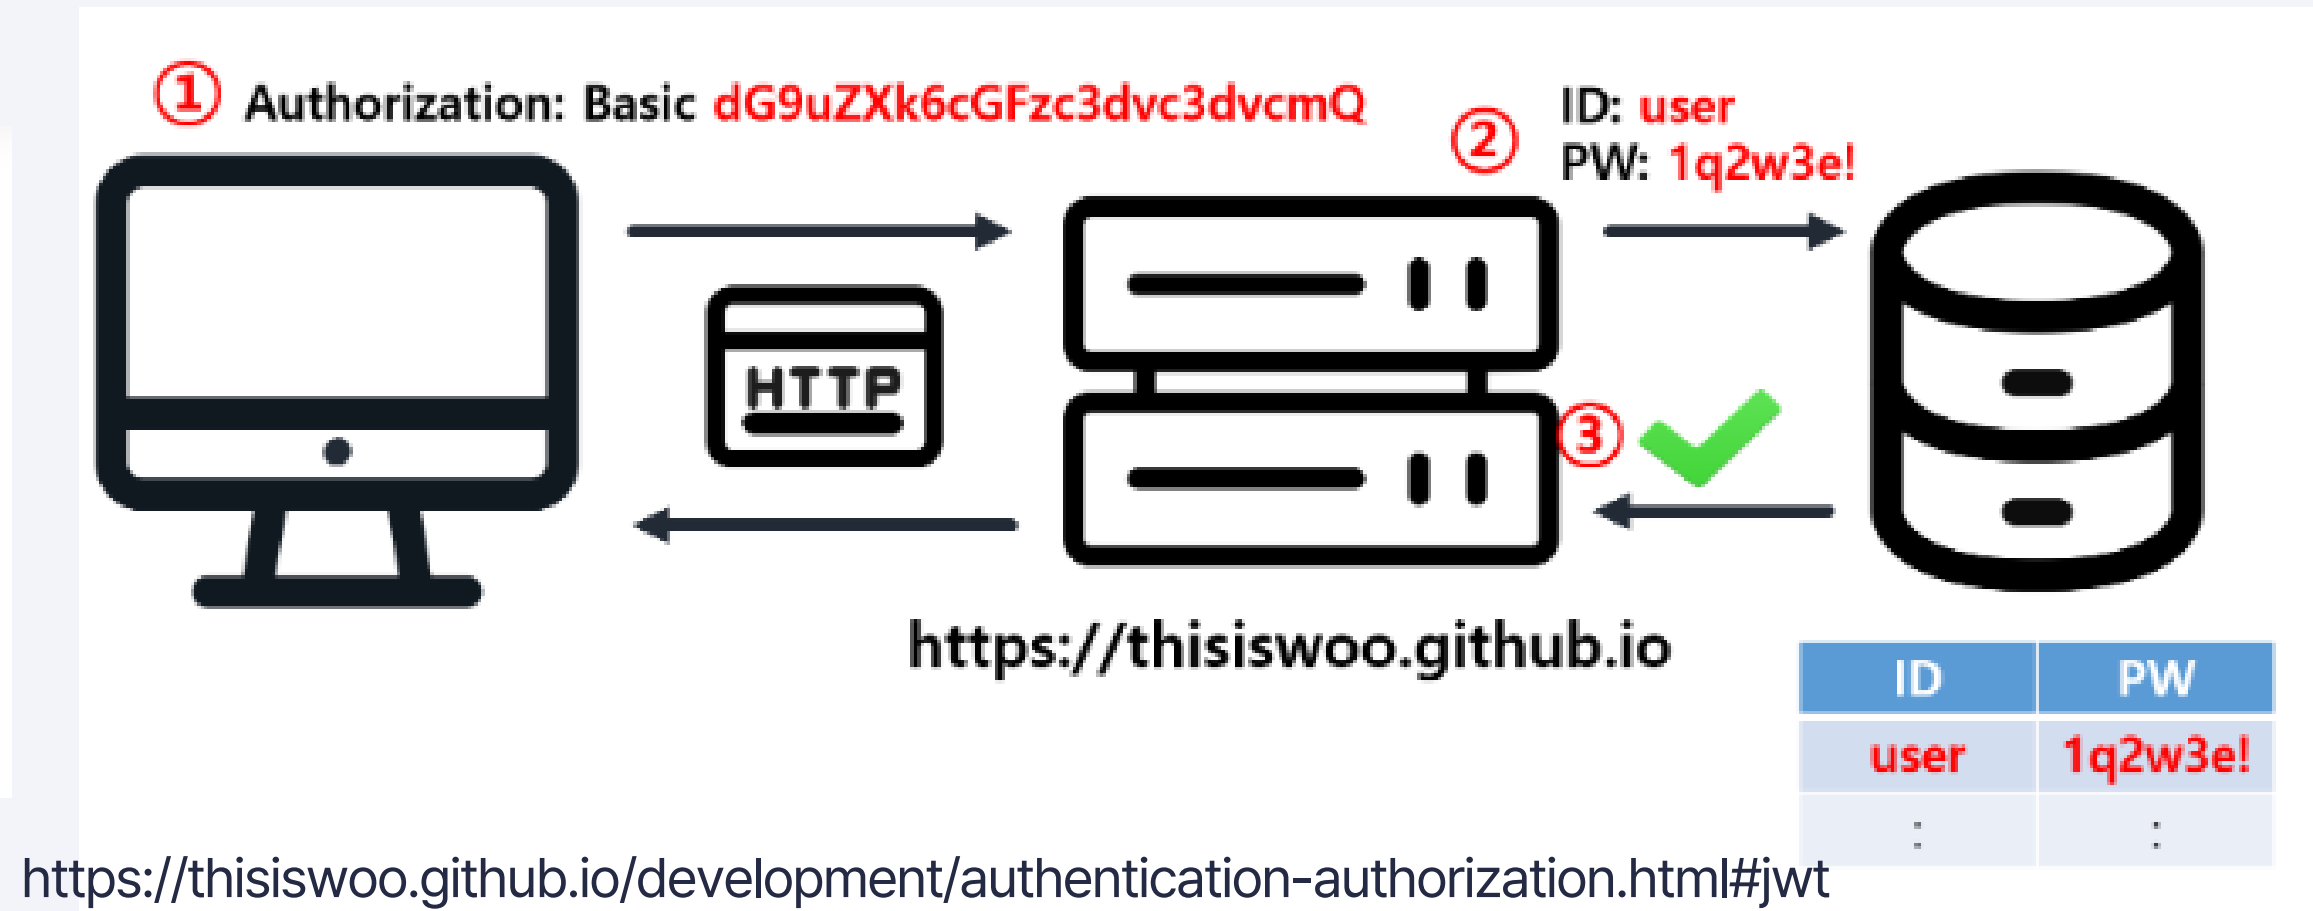 ① Authorization: Basic dG9uZXk6cGFzc3dvc3dvcmQ
② ID: user
PW: 1q2w3e!
HTTP
③
https://thisiswoo.github.io
ID PW
user 1q2w3e!
: :
https://thisiswoo.github.io/development/authentication-authorization.html#jwt